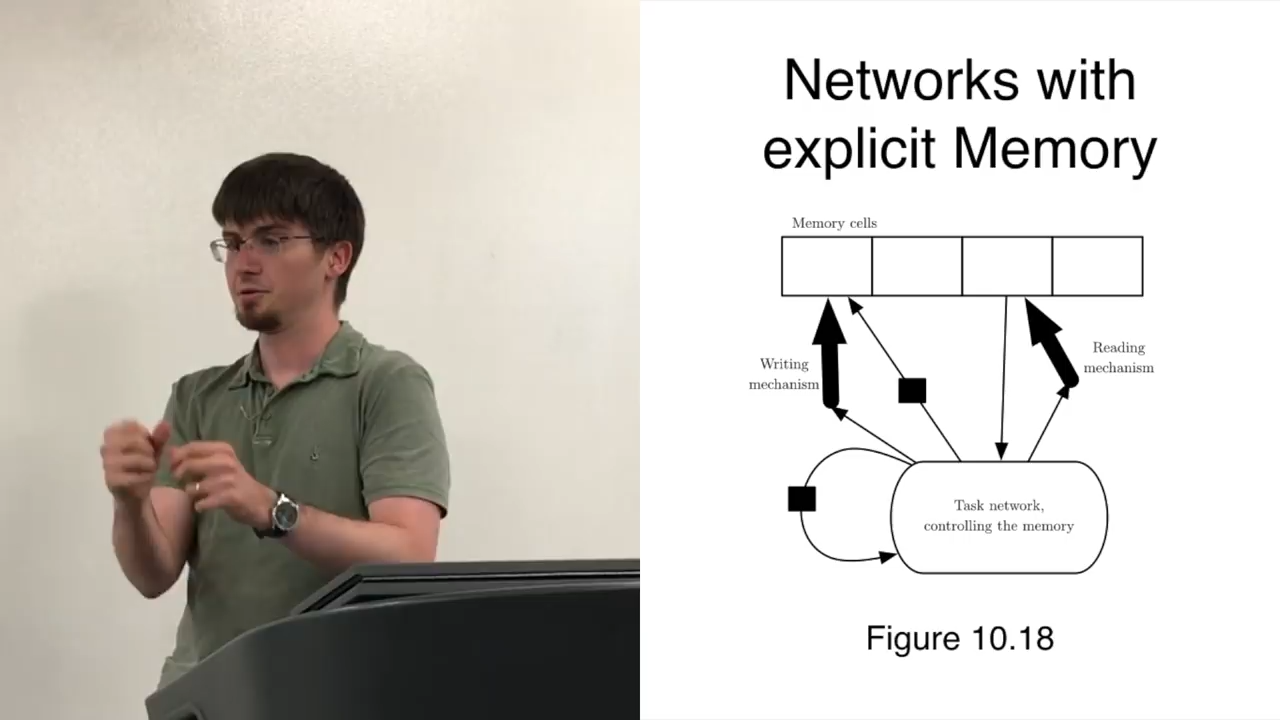 Networks with
explicit Memory
Memory cells
Writing
mechanism
Reading
mechanism
Task network,
controlling the memory
Figure 10.18